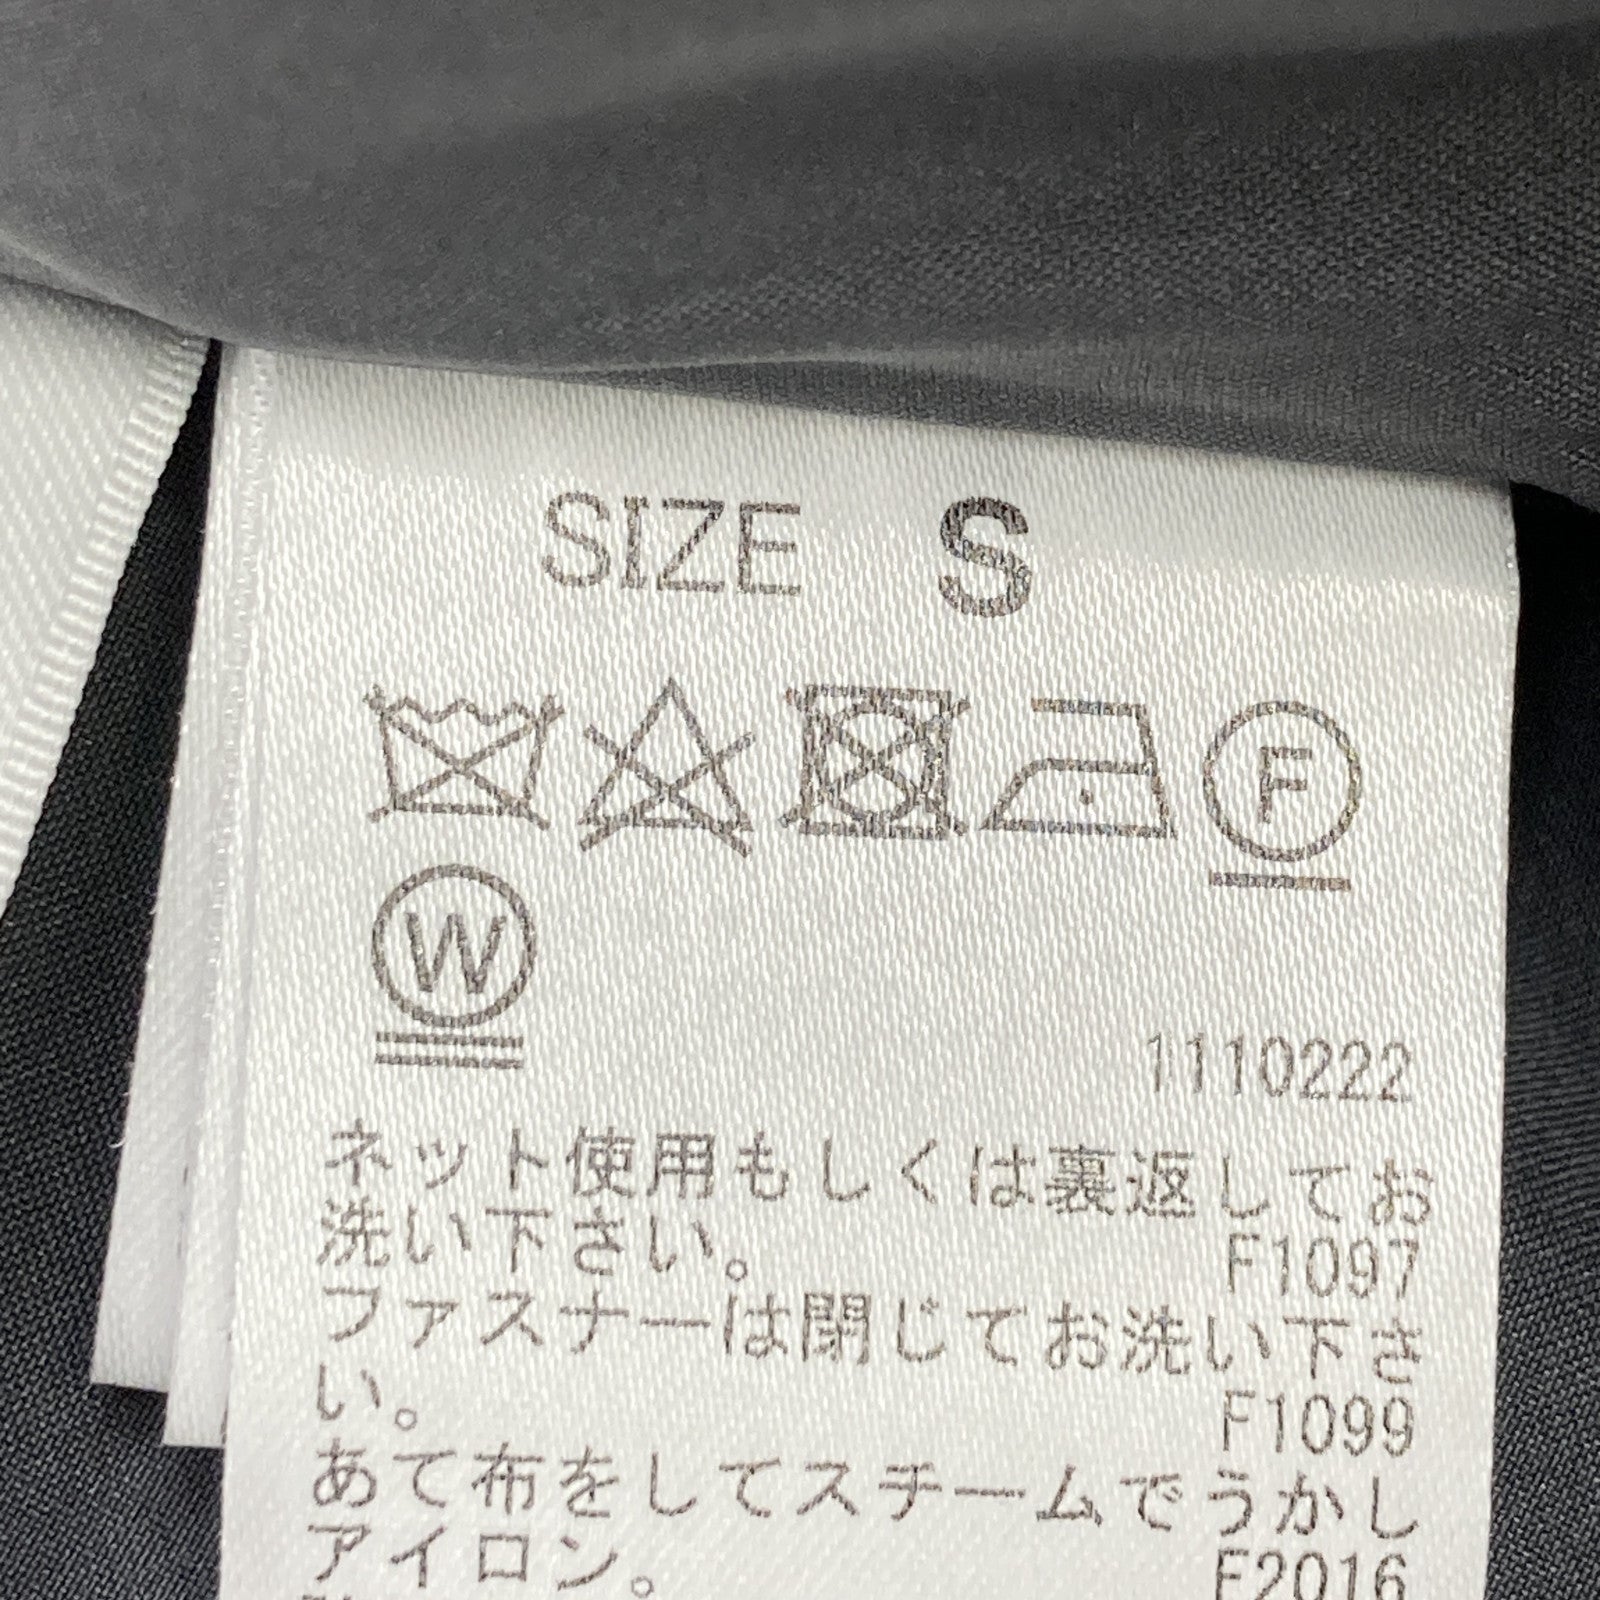 SIZE S
F
W
1110222
ネット使用もしくは裏返してお
洗い下さい。
F1097
ファスナーは閉じてお洗い下さ
い。
F1099
あて布をしてスチームでうかし
アイロン。
F2016